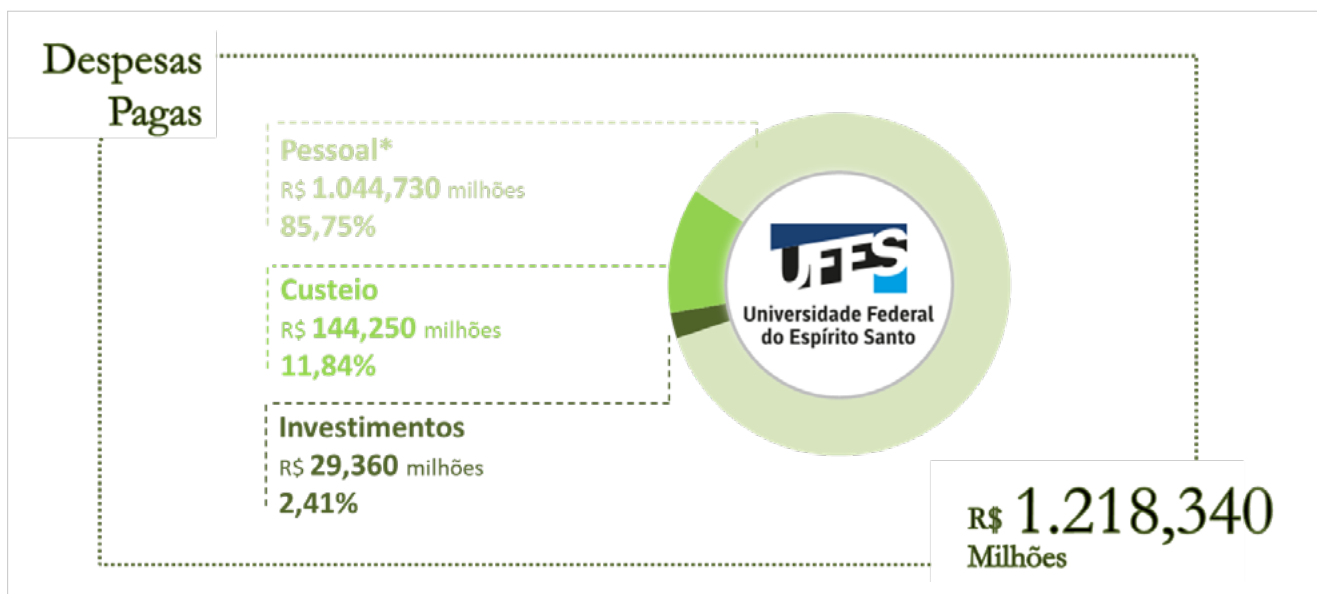 Despesas
Pagas
Pessoal*
R$ 1.044,730 milhões
85,75%
Custeio
R$ 144,250 milhões
11,84%
Investimentos
R$ 29,360 milhões
2,41%
UFES
Universidade Federal
do Espírito Santo
R$ 1.218,340
Milhões